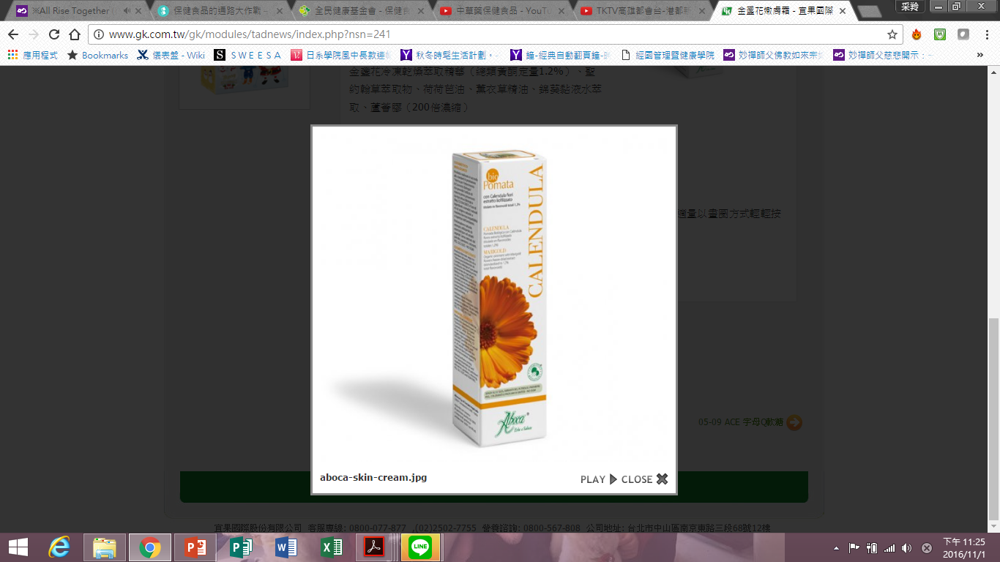 ※All Rise Together
保健食品的通路大作戰 -
全民健康基金會 - 保健食
中草藥保健食品 - YouTu
TKTV高雄都會台-港都新
金盞花嫩膚霜 - 宜果國際
采羚
www.gk.com.tw/gk/modules/tadnews/index.php?nsn=241
應用程式
Bookmarks
儀表盤 - Wiki
S W E E S A
日系學院風中長款連帽
秋冬時髦生活計劃。-
鐘-經典自動翻頁鐘-時
經國管理暨健康學院
妙禪師父佛教如來宗
妙禪師父慈悲開示：~
»
金盞花冷凍乾燥萃取精華（總類黃酮定量1.2%）、聖
約翰草萃取物、荷荷芭油、薰衣草精油、錦葵黏液水萃
取、蘆薈膠（200倍濃縮）
適量以畫圈方式輕輕按
bio
Pomata
con Calendula fiori
estratto liofilizzato
CALENDULA
CALENDULA
MARIGOLD
Aboca
aboca-skin-cream.jpg
PLAY
CLOSE
05-09 ACE 字母Q軟糖
宜果國際股份有限公司 客服專線: 0800-077-877 ,(02)2502-7755 營養諮詢: 0800-567-808 公司地址: 台北市中山區南京東路三段68號12樓
LINE
下午 11:25
2016/11/1